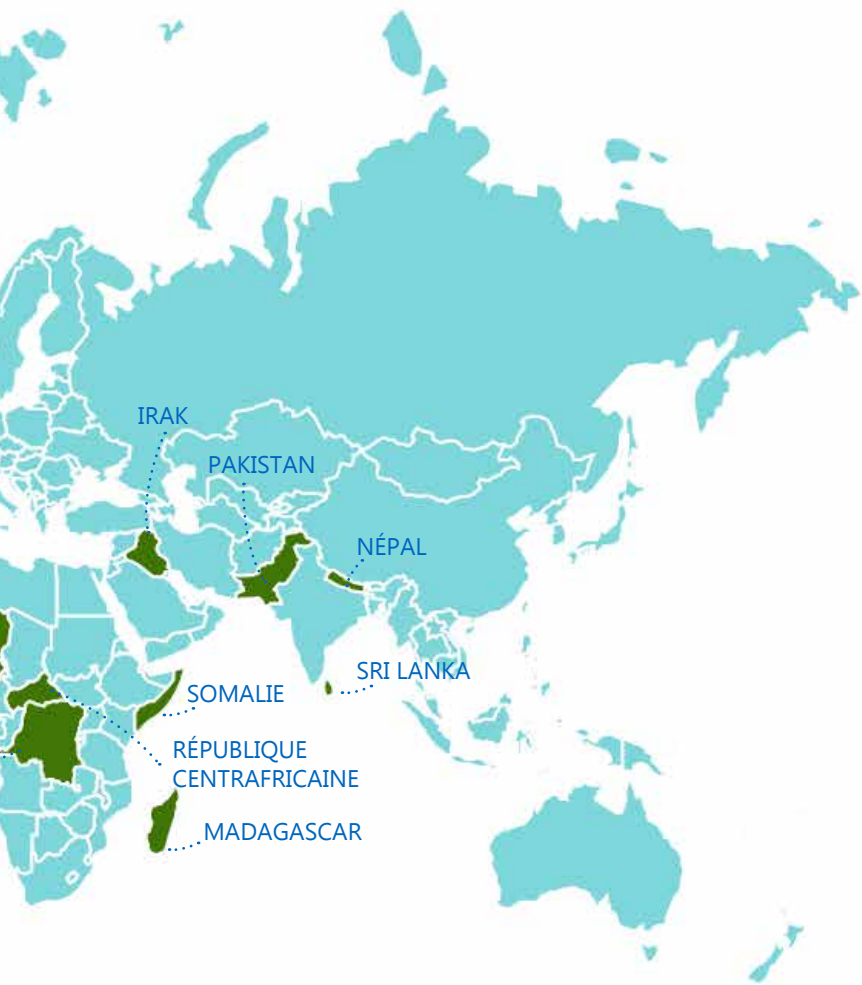 IRAK
PAKISTAN
NÉPAL
SRI LANKA
SOMALIE
RÉPUBLIQUE
CENTRAFRICAINE
MADAGASCAR